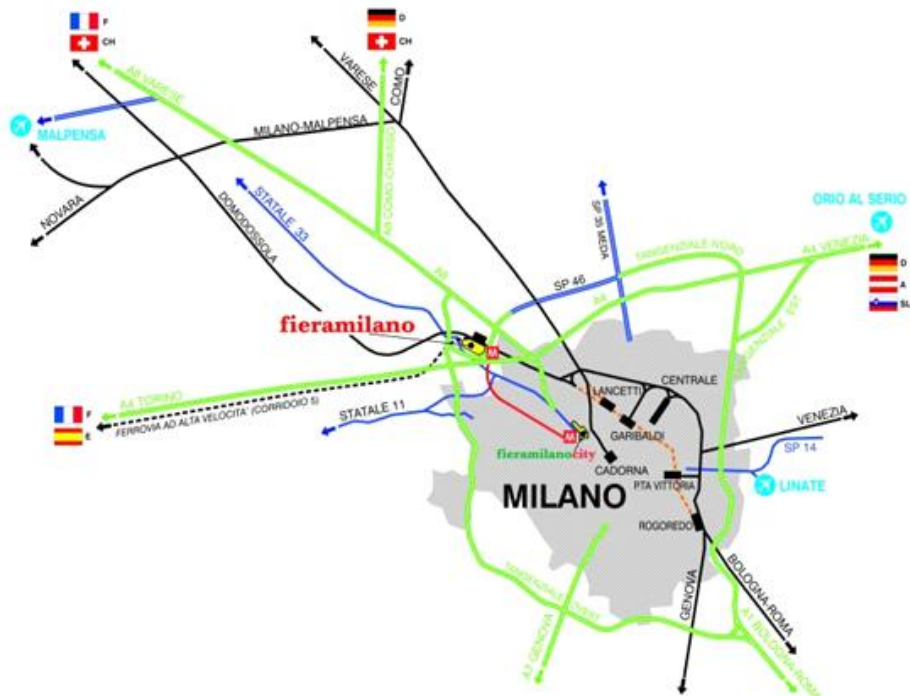 F
CH
D
CH
VARESE
COMO
A8 VARESE
MALPENSA
MILANO-MALPENSA
A9 COMO-CHIASSO
NOVARA
DOMODOSSOLA
STATALE 33
SP 35 MEDA
ORIO AL SERIO
TANGENZIALE NORD
A4 VENEZIA
D
A
SL
SP 46
A8
A4
fieramilano
M
EST
LANCETTI
CENTRALE
A4 TORINO
FERROVIA AD ALTA VELOCITA' (CORRIDOIO 5)
F
E
STATALE 11
VENEZIA
GARIBALDI
M
fieramilanocity
SP 14
CADORNA
P.TA VITTORIA
LINATE
MILANO
ROGOREDO
TANGENZIALE OVEST
A7 GENOVA
GENOVA
BOLOGNA-ROMA
A1 BOLOGNA-ROMA